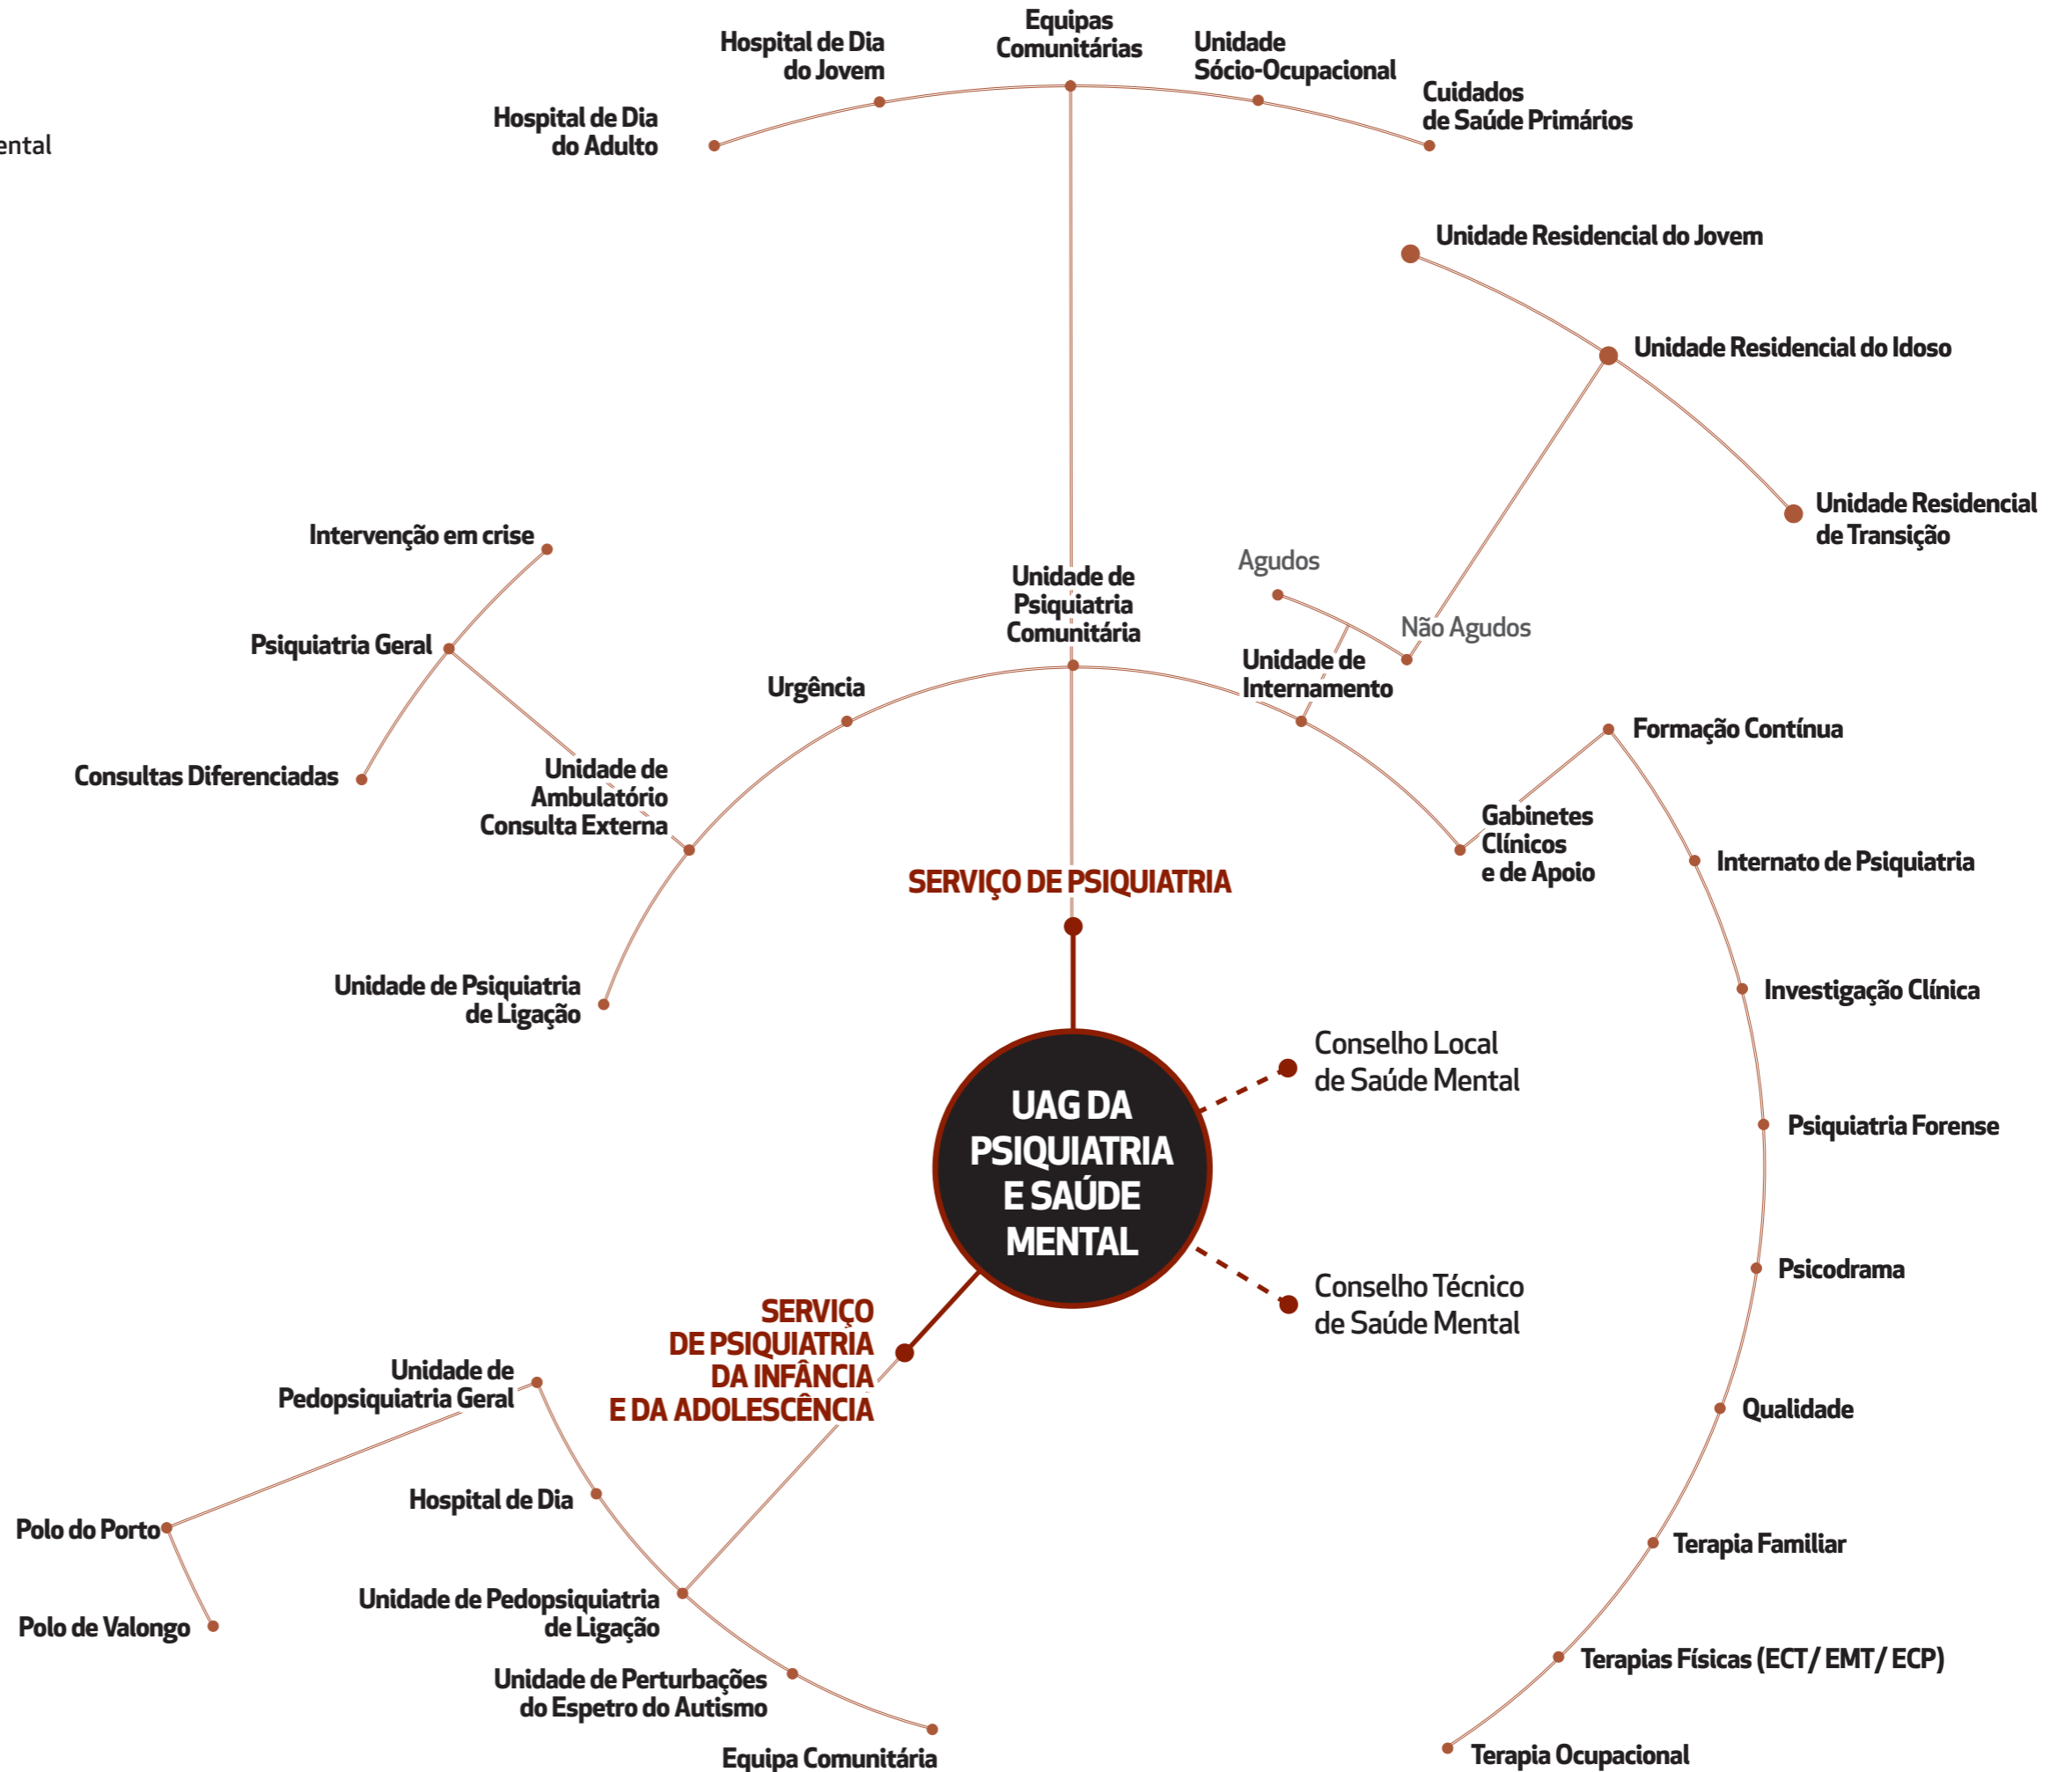 Equipas
Comunitárias
Hospital de Dia
do Jovem
Unidade
Sócio-Ocupacional
Hospital de Dia
do Adulto
Cuidados
de Saúde Primários
ental
Unidade Residencial do Jovem
Unidade Residencial do Idoso
Unidade Residencial
de Transição
Intervenção em crise
Psiquiatria Geral
Consultas Diferenciadas
Unidade de
Psiquiatria
Comunitária
Agudos
Não Agudos
Unidade de
Internamento
Urgência
Unidade de
Ambulatório
Consulta Externa
Unidade de Psiquiatria
de Ligação
Gabinetes
Clínicos
e de Apoio
Formação Contínua
Internato de Psiquiatria
Investigação Clínica
Psiquiatria Forense
Psicodrama
Qualidade
Terapia Familiar
Terapias Físicas (ECT/ EMT/ ECP)
Terapia Ocupacional
SERVIÇO DE PSIQUIATRIA
UAG DA
PSIQUIATRIA
E SAÚDE
MENTAL
Conselho Local
de Saúde Mental
Conselho Técnico
de Saúde Mental
SERVIÇO
DE PSIQUIATRIA
DA INFÂNCIA
E DA ADOLESCÊNCIA
Unidade de
Pedopsiquiatria Geral
Hospital de Dia
Polo do Porto
Polo de Valongo
Unidade de Pedopsiquiatria
de Ligação
Unidade de Perturbações
do Espetro do Autismo
Equipa Comunitária